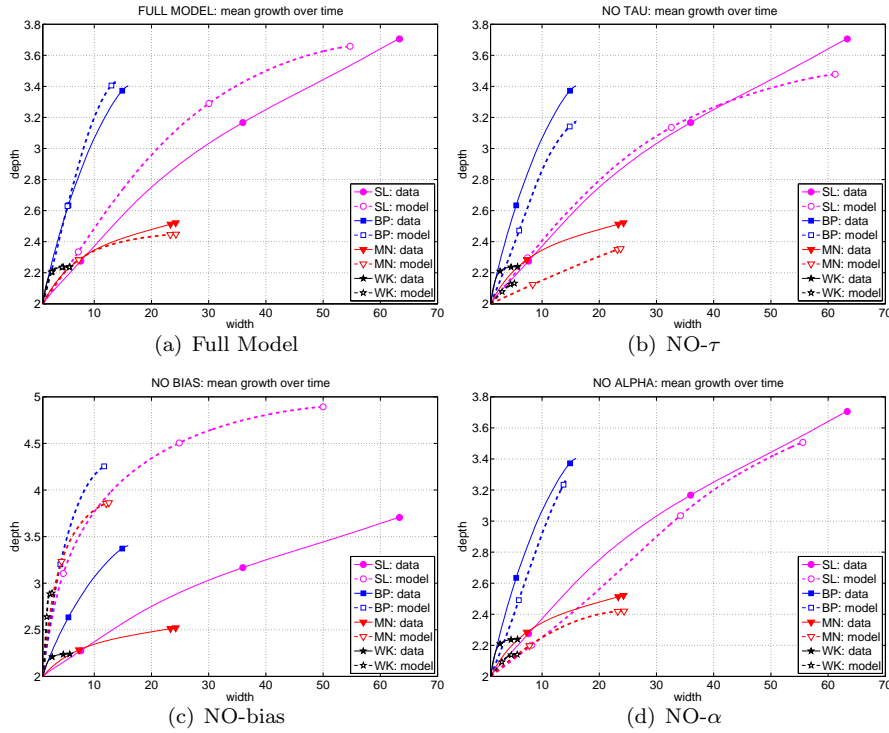 FULL MODEL: mean growth over time
3.8
3.6
3.4
3.2
3
2.8
2.6
2.4
2.2
2
depth
10
20
30
40
50
60
70
width
SL: data
SL: model
BP: data
BP: model
MN: data
MN: model
WK: data
WK: model
(a) Full Model
NO TAU: mean growth over time
3.8
3.6
3.4
3.2
3
2.8
2.6
2.4
2.2
2
depth
10
20
30
40
50
60
70
width
SL: data
SL: model
BP: data
BP: model
MN: data
MN: model
WK: data
WK: model
(b) NO-τ
NO BIAS: mean growth over time
5
4.5
4
3.5
3
2.5
2
depth
10
20
30
40
50
60
70
width
SL: data
SL: model
BP: data
BP: model
MN: data
MN: model
WK: data
WK: model
(c) NO-bias
NO ALPHA: mean growth over time
3.8
3.6
3.4
3.2
3
2.8
2.6
2.4
2.2
2
depth
10
20
30
40
50
60
70
width
SL: data
SL: model
BP: data
BP: model
MN: data
MN: model
WK: data
WK: model
(d) NO-α